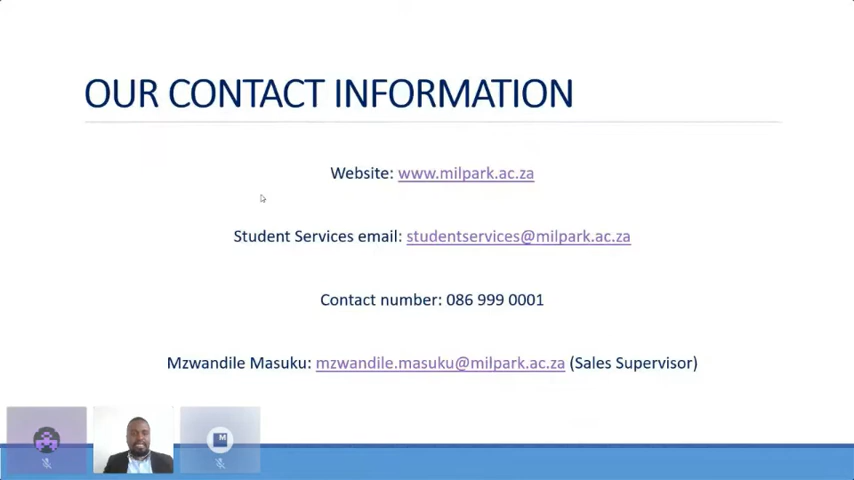 OUR CONTACT INFORMATION
Website: www.milpark.ac.za
Student Services email: studentservices@milpark.ac.za
Contact number: 086 999 0001
Mzwandile Masuku: mzwandile.masuku@milpark.ac.za (Sales Supervisor)
M